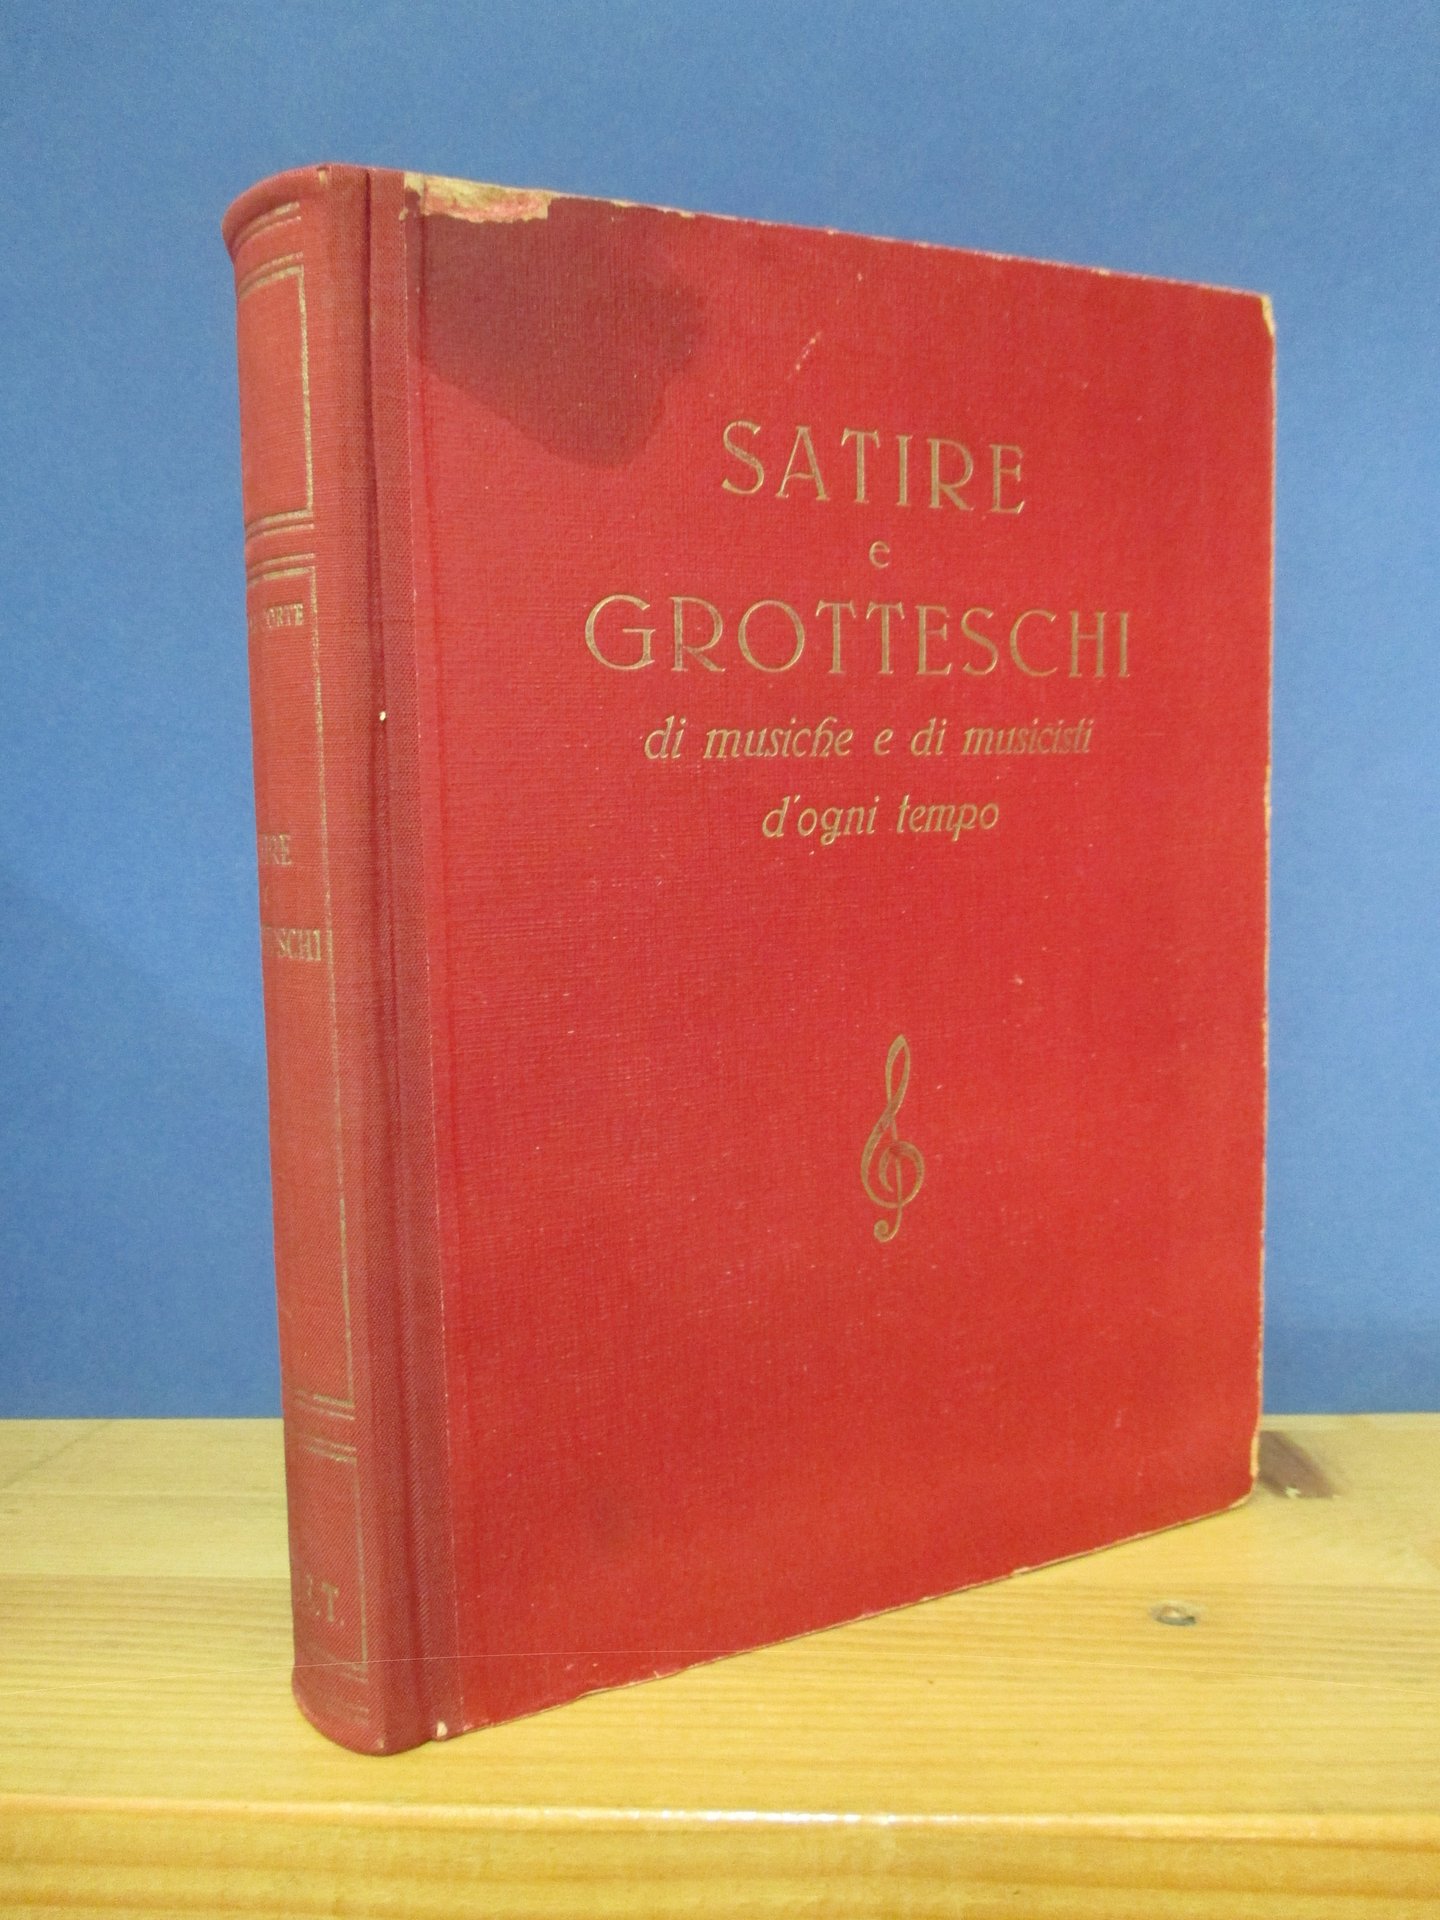 SATIRE
e
GROTTESCHI
di musiche e di musicisti
d'ogni tempo